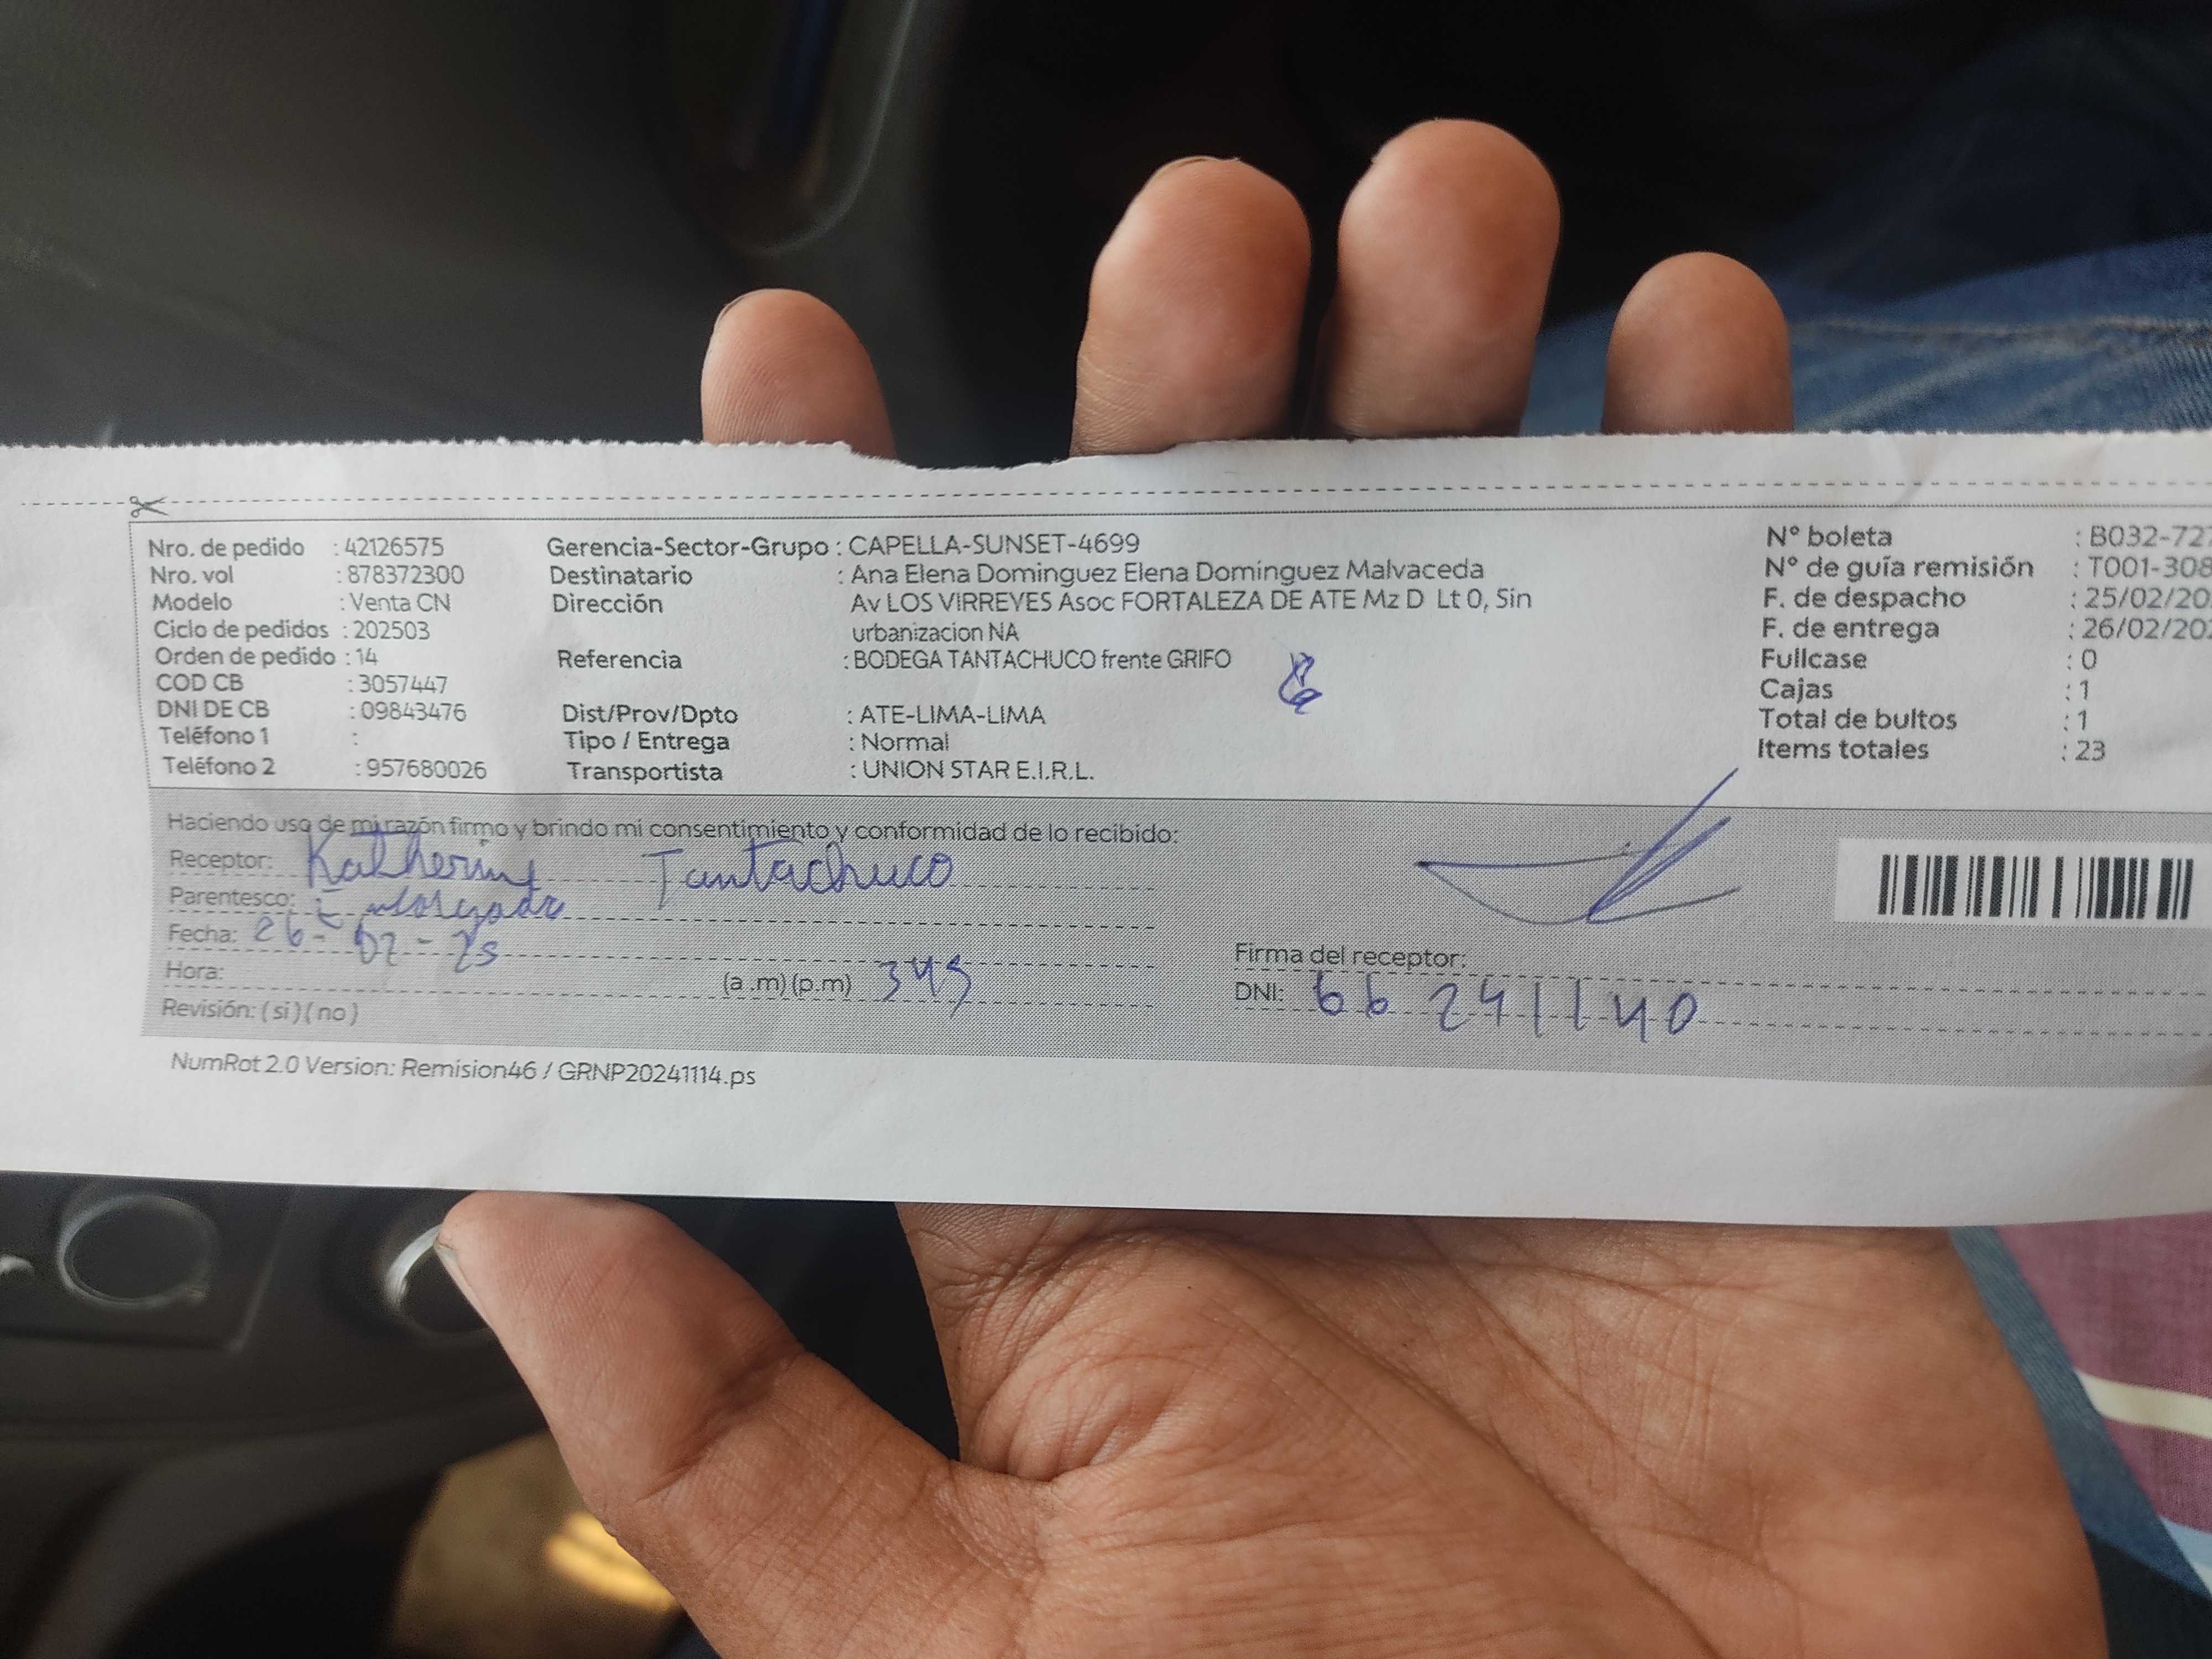 Nro. de pedido : 42126575
Nro. vol : 878372300
Modelo : Venta CN
Ciclo de pedidos : 202503
Orden de pedido : 14
COD CB : 3057447
DNI DE CB : 09843476
Teléfono 1 :
Teléfono 2 : 957680026
Gerencia-Sector-Grupo : CAPELLA-SUNSET-4699
Destinatario : Ana Elena Dominguez Elena Dominguez Malvaceda
Dirección : Av LOS VIRREYES Asoc FORTALEZA DE ATE Mz D Lt 0, Sin
urbanizacion NA
Referencia : BODEGA TANTACHUCO frente GRIFO
Dist/Prov/Dpto : ATE-LIMA-LIMA
Tipo / Entrega : Normal
Transportista : UNION STAR E.I.R.L.
N° boleta : B032-727
N° de guía remisión : T001-308
F. de despacho : 25/02/20
F. de entrega : 26/02/202
Fullcase : 0
Cajas : 1
Total de bultos : 1
Items totales : 23
Haciendo uso de mi razón firmo y brindo mi consentimiento y conformidad de lo recibido:
Receptor: Katherine Tantachuco
Parentesco:
Fecha: 26-02-25
Hora: (a.m)(p.m) 345
Revisión: (si)(no)
Firma del receptor:
DNI: 66241140
NumRot 2.0 Version: Remision46 / GRNP20241114.ps